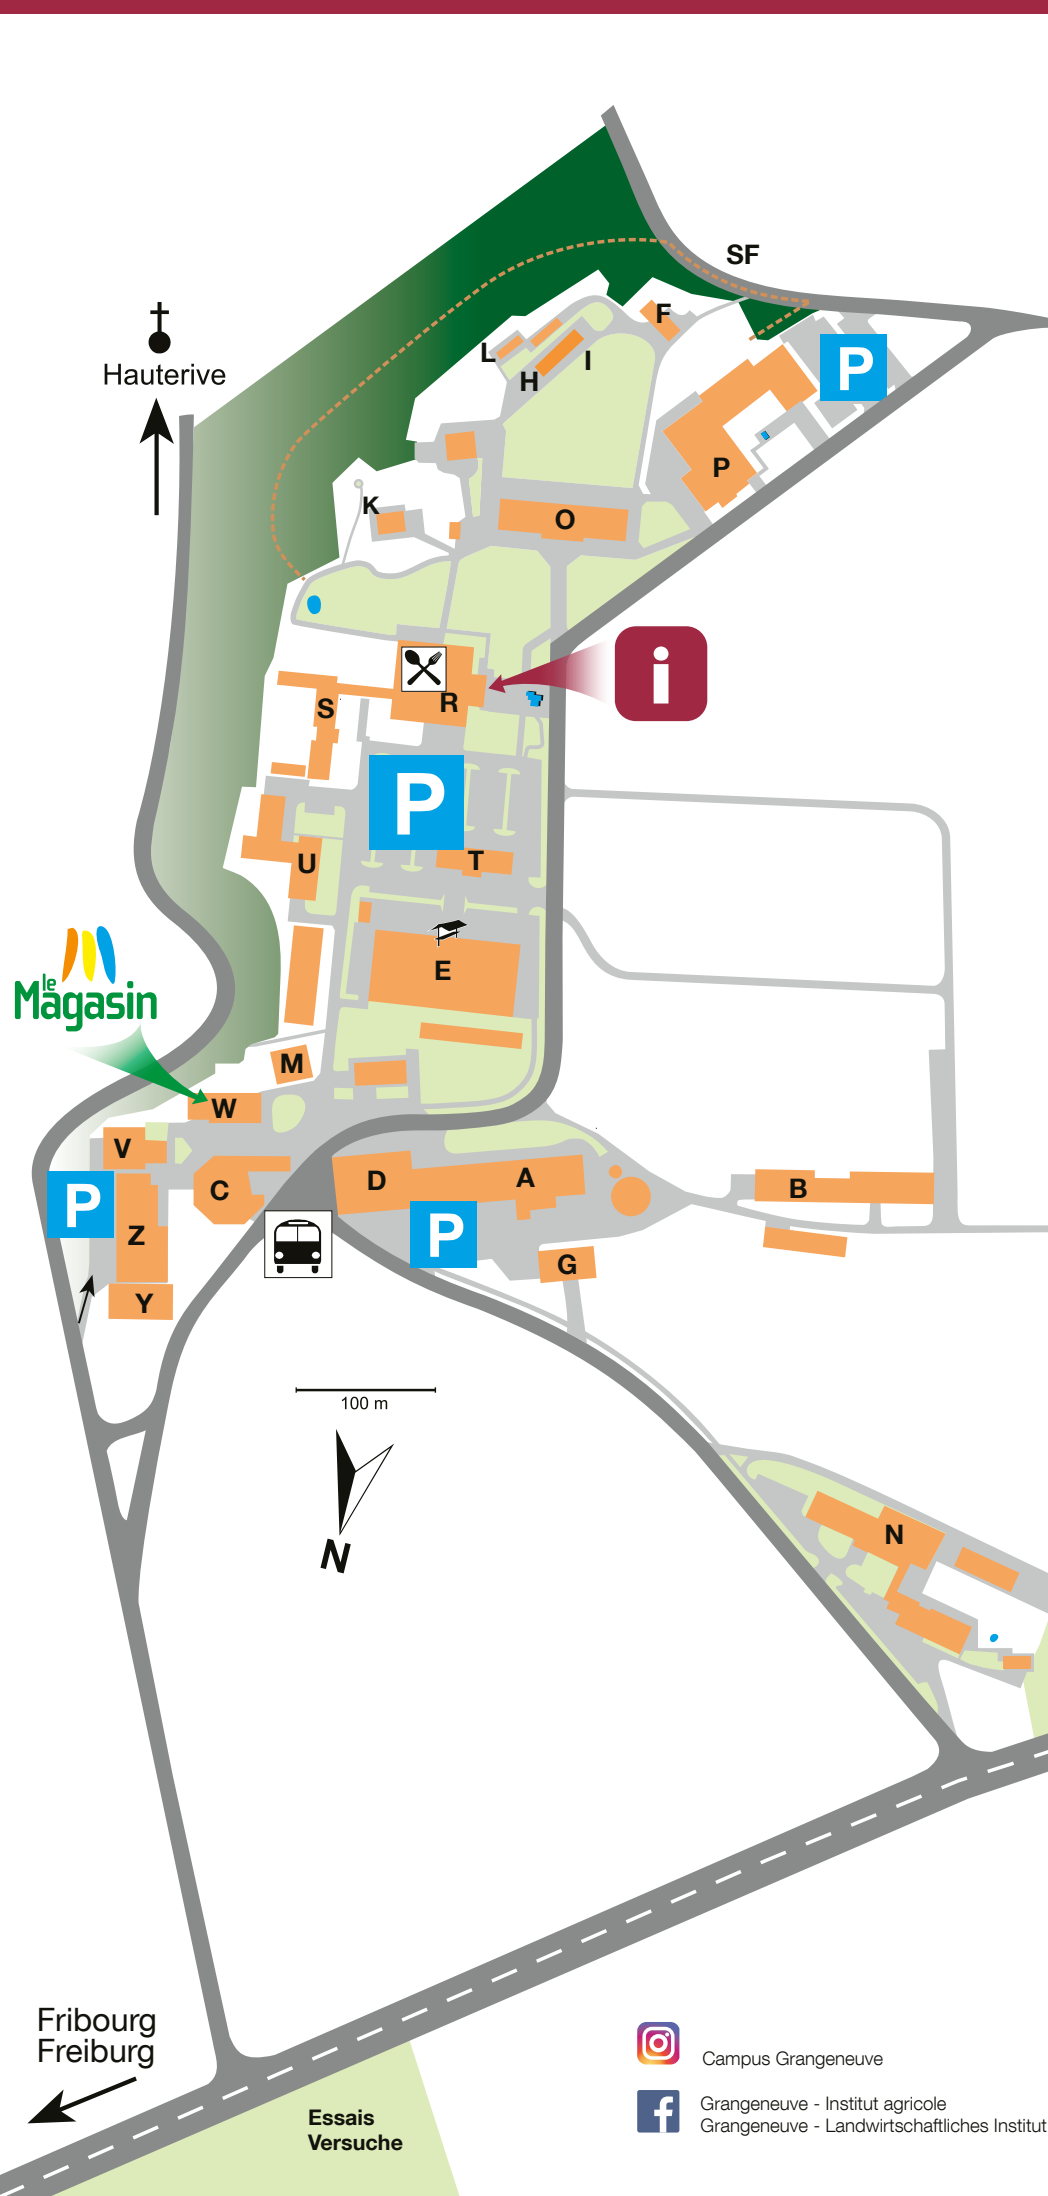 SF
F
L
I
H
P
Hauterive
P
K
O
i
R
S
P
U
T
E
le
Magasin
M
W
V
D
A
C
B
P
P
Z
G
Y
100 m
N
N
Fribourg
Freiburg
Campus Grangeneuve
Grangeneuve - Institut agricole
Grangeneuve - Landwirtschaftliches Institut
Essais
Versuche